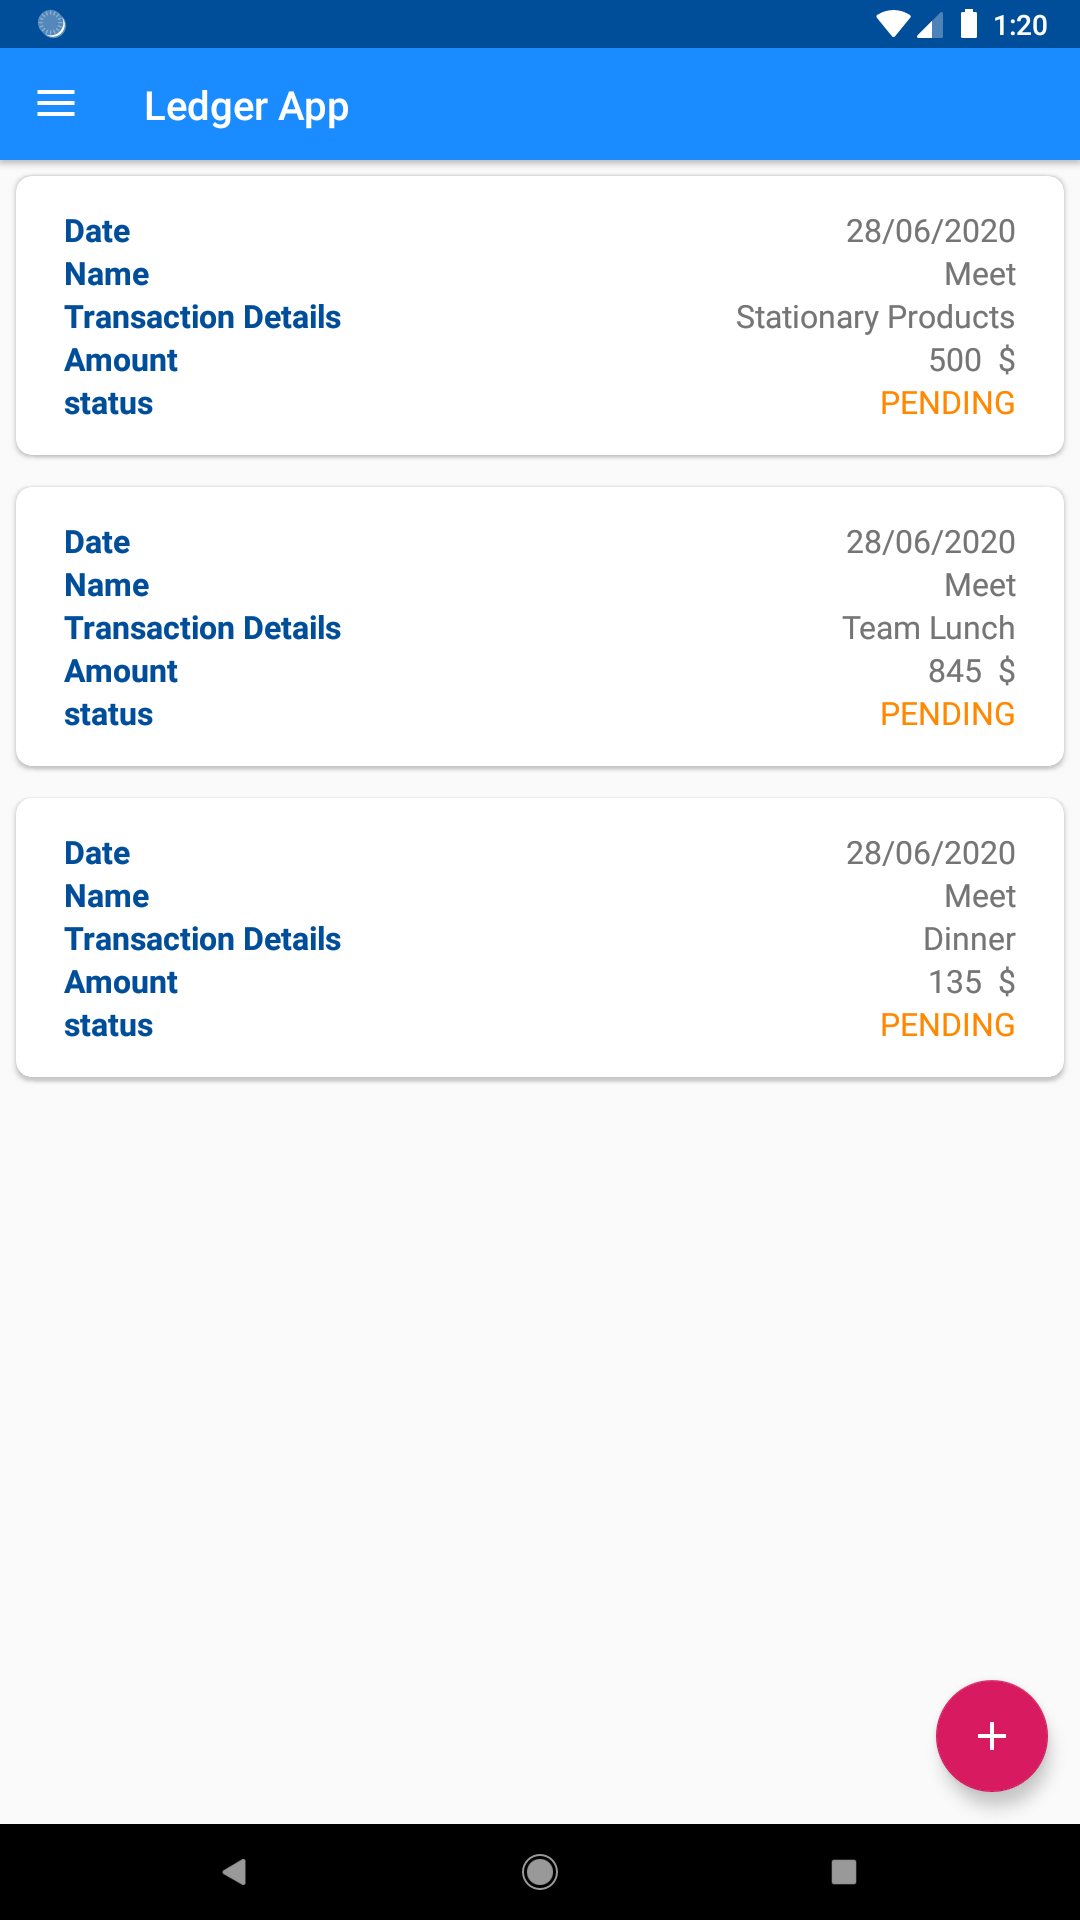 1:20
Ledger App
Date 28/06/2020
Name Meet
Transaction Details Stationary Products
Amount 500 $
status PENDING
Date 28/06/2020
Name Meet
Transaction Details Team Lunch
Amount 845 $
status PENDING
Date 28/06/2020
Name Meet
Transaction Details Dinner
Amount 135 $
status PENDING